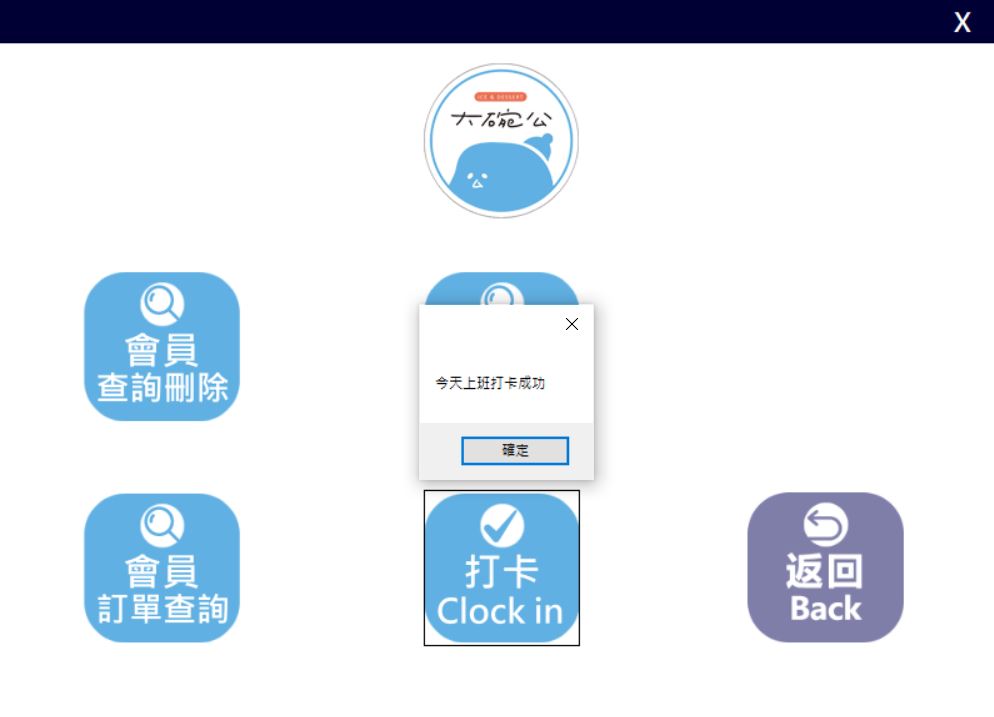 X
ICE & DESSERT
大碗公
會員
查詢刪除
今天上班打卡成功
確定
會員
訂單查詢
打卡
Clock in
返回
Back